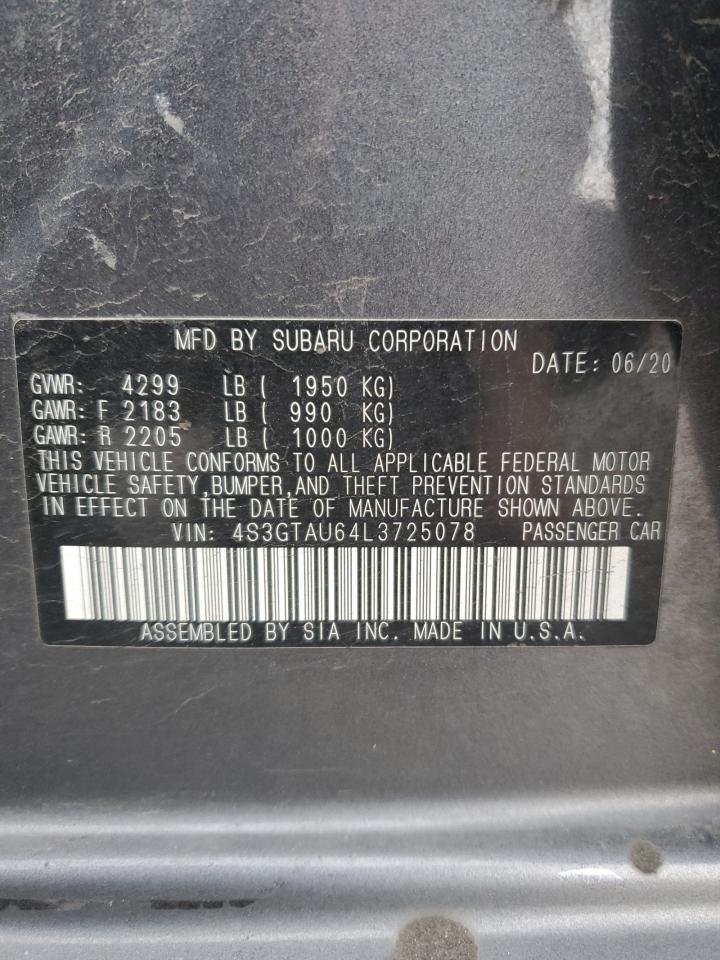 MFD BY SUBARU CORPORATION
DATE: 06/20
GVWR: 4299 LB ( 1950 KG)
GAWR: F 2183 LB ( 990 KG)
GAWR: R 2205 LB ( 1000 KG)
THIS VEHICLE CONFORMS TO ALL APPLICABLE FEDERAL MOTOR
VEHICLE SAFETY,BUMPER,AND THEFT PREVENTION STANDARDS
IN EFFECT ON THE DATE OF MANUFACTURE SHOWN ABOVE.
VIN: 4S3GTAU64L3725078 PASSENGER CAR
ASSEMBLED BY SIA INC. MADE IN U.S.A.